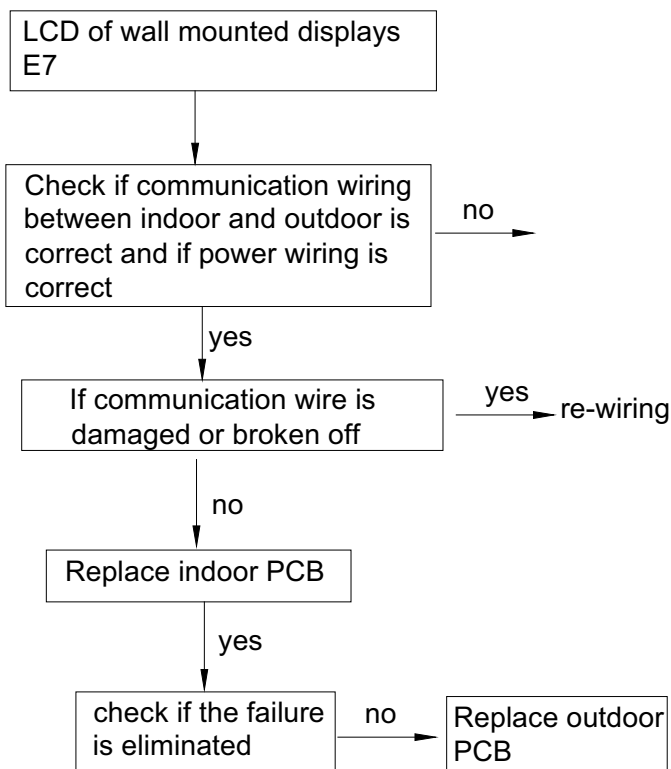 LCD of wall mounted displays
E7
Check if communication wiring
between indoor and outdoor is
correct and if power wiring is
correct
no
yes
If communication wire is
damaged or broken off
yes
re-wiring
no
Replace indoor PCB
yes
check if the failure
is eliminated
no
Replace outdoor
PCB